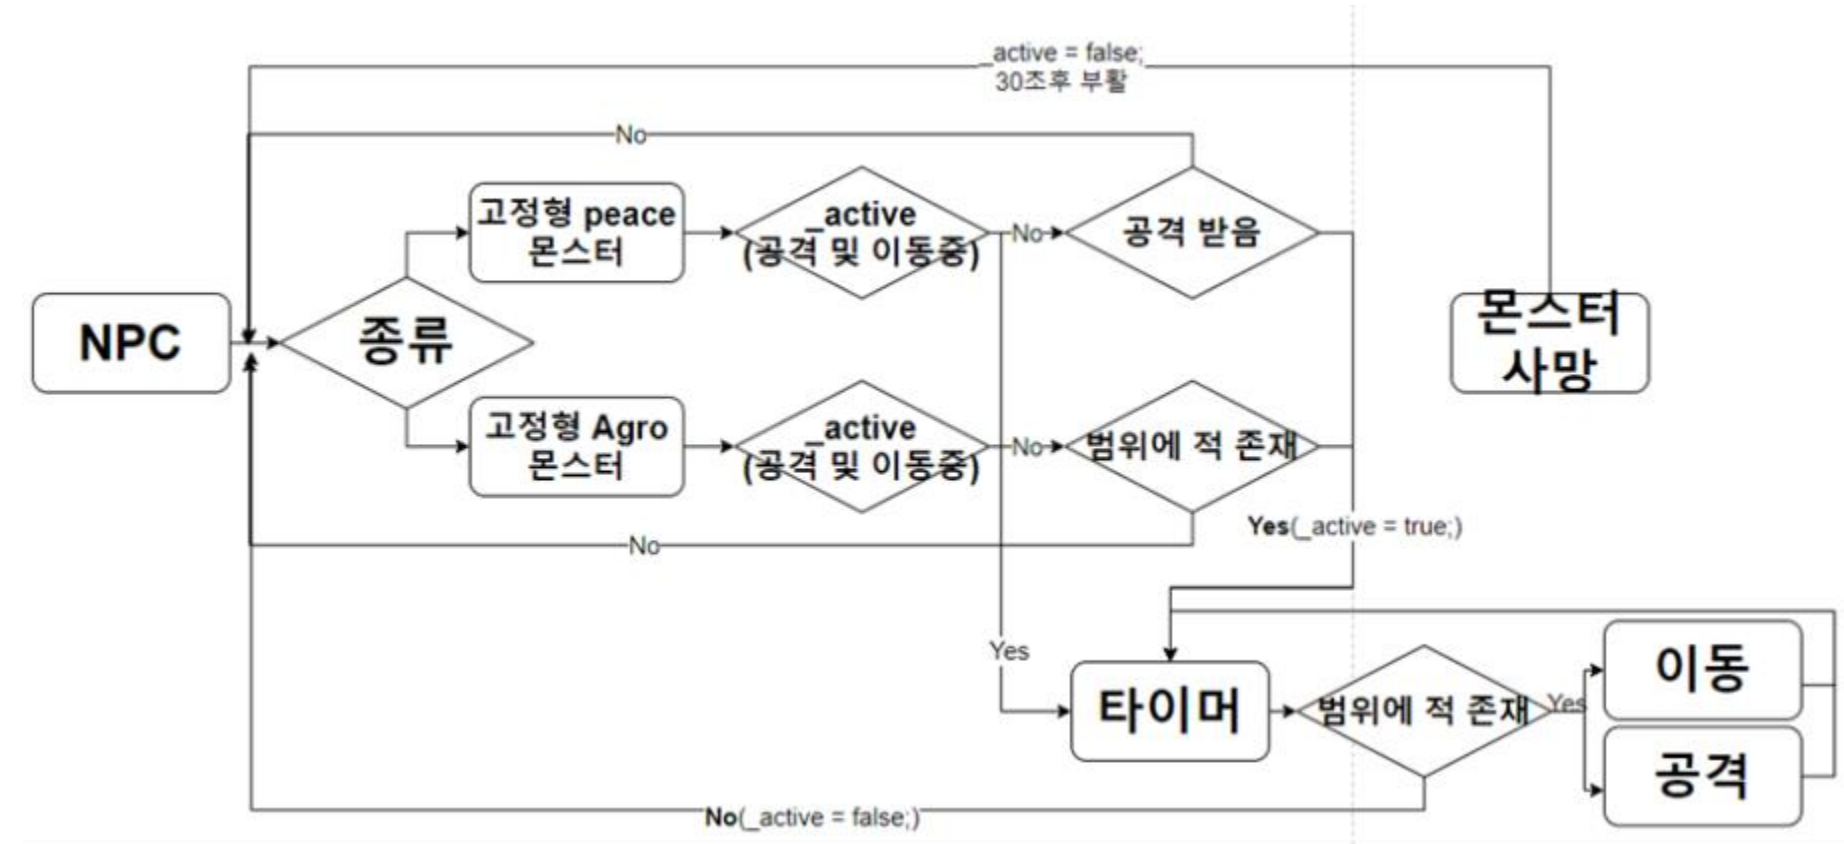 _active = false;
30초후 부활
No
고정형 peace
몬스터
_active
(공격 및 이동중)
No
공격 받음
NPC
종류
몬스터
사망
고정형 Agro
몬스터
_active
(공격 및 이동중)
No
범위에 적 존재
Yes(_active = true;)
No
Yes
타이머
범위에 적 존재
Yes
이동
공격
No(_active = false;)